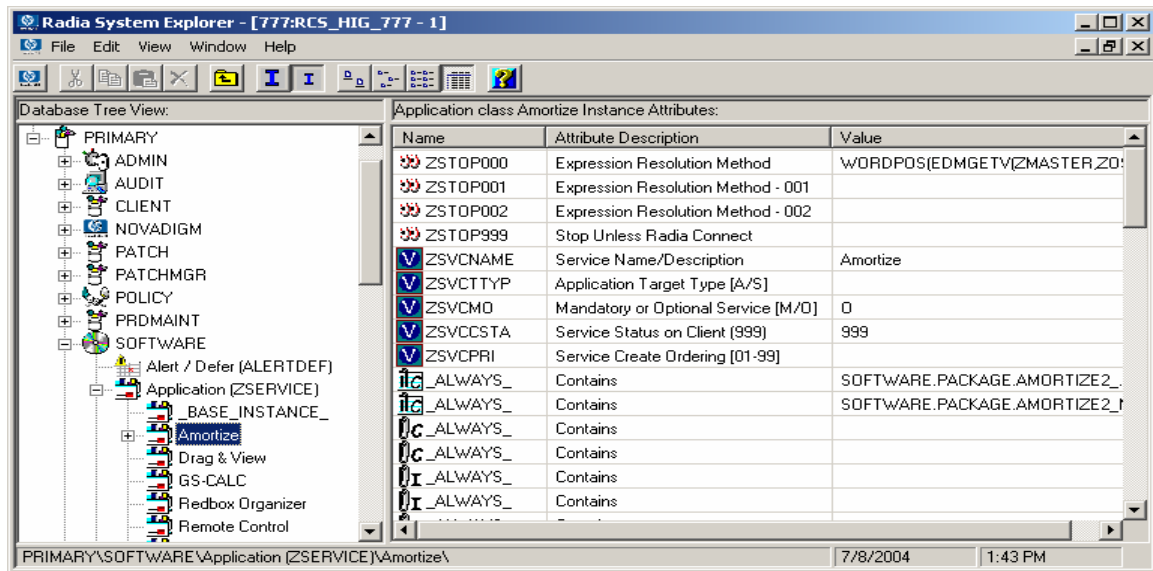 Radia System Explorer - [777:RCS_HIG_777 - 1]
File Edit View Window Help
Database Tree View:
Application class Amortize Instance Attributes:
PRIMARY
ADMIN
AUDIT
CLIENT
NOVADIGM
PATCH
PATCHMGR
POLICY
PRDMAINT
SOFTWARE
Alert / Defer (ALERTDEF)
Application (ZSERVICE)
_BASE_INSTANCE_
Amortize
Drag & View
GS-CALC
Redbox Organizer
Remote Control
Name Attribute Description Value
ZSTOP000 Expression Resolution Method WORDPOS(EDMGETV(ZMASTER,ZOS
ZSTOP001 Expression Resolution Method - 001
ZSTOP002 Expression Resolution Method - 002
ZSTOP999 Stop Unless Radia Connect
V ZSVCNAME Service Name/Description Amortize
V ZSVCTTYP Application Target Type [A/S]
V ZSVCMO Mandatory or Optional Service [M/O] O
V ZSVCCSTA Service Status on Client (999) 999
V ZSVCPRI Service Create Ordering [01-99]
_ALWAYS_ Contains SOFTWARE.PACKAGE.AMORTIZE2_.
_ALWAYS_ Contains SOFTWARE.PACKAGE.AMORTIZE2_N
C _ALWAYS_ Contains
C _ALWAYS_ Contains
I _ALWAYS_ Contains
I _ALWAYS_ Contains
PRIMARY\SOFTWARE\Application (ZSERVICE)\Amortize\ 7/8/2004 1:43 PM